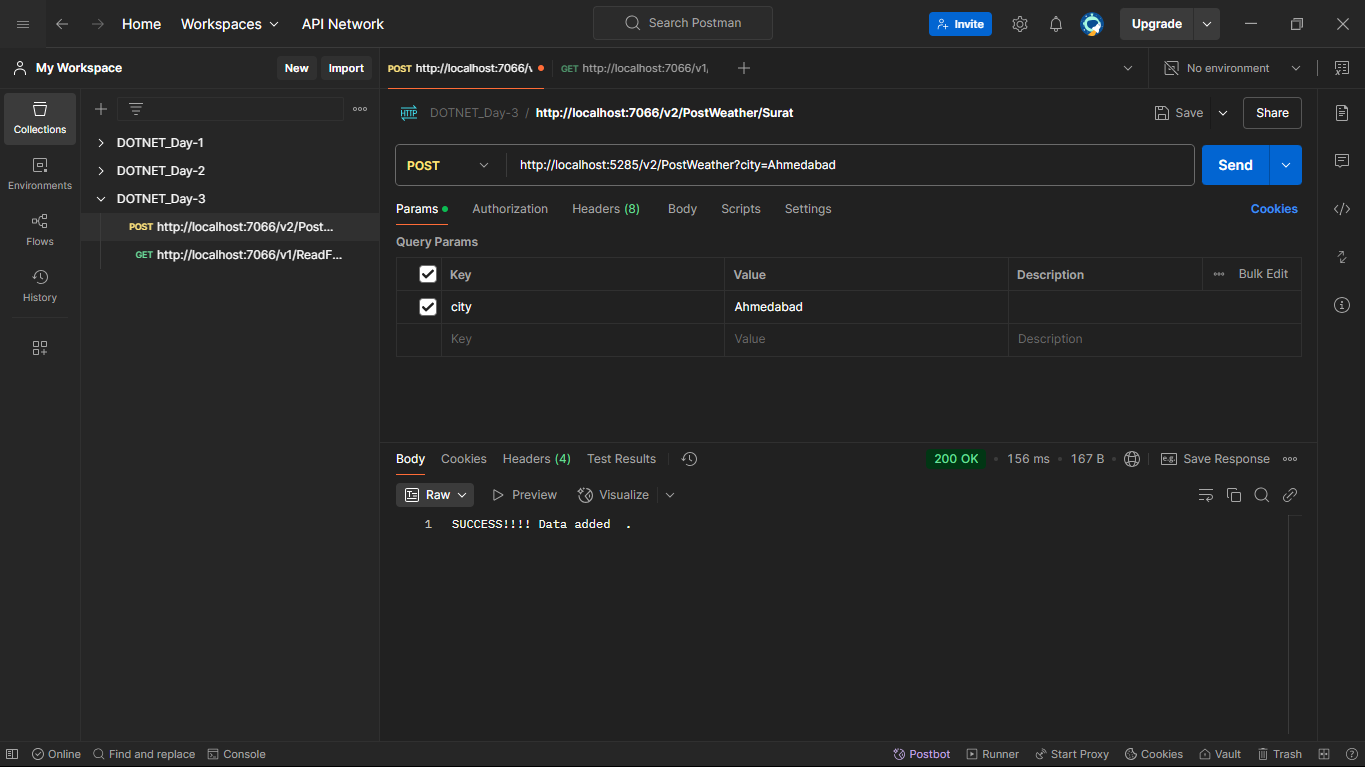 Home Workspaces API Network Search Postman Invite Upgrade
My Workspace New Import
POST http://localhost:7066/v GET http://localhost:7066/v1, No environment
Collections
Environments
Flows
History
DOTNET_Day-1
DOTNET_Day-2
DOTNET_Day-3
POST http://localhost:7066/v2/Post...
GET http://localhost:7066/v1/ReadF...
HTTP DOTNET_Day-3 / http://localhost:7066/v2/PostWeather/Surat Save Share
POST http://localhost:5285/v2/PostWeather?city=Ahmedabad Send
Params Authorization Headers (8) Body Scripts Settings Cookies
Query Params
Key Value Description Bulk Edit
city Ahmedabad
Key Value Description
Body Cookies Headers (4) Test Results 200 OK 156 ms 167 B e.g. Save Response
Raw Preview Visualize
1 SUCCESS!!!! Data added  .
Online Find and replace Console Postbot Runner Start Proxy Cookies Vault Trash